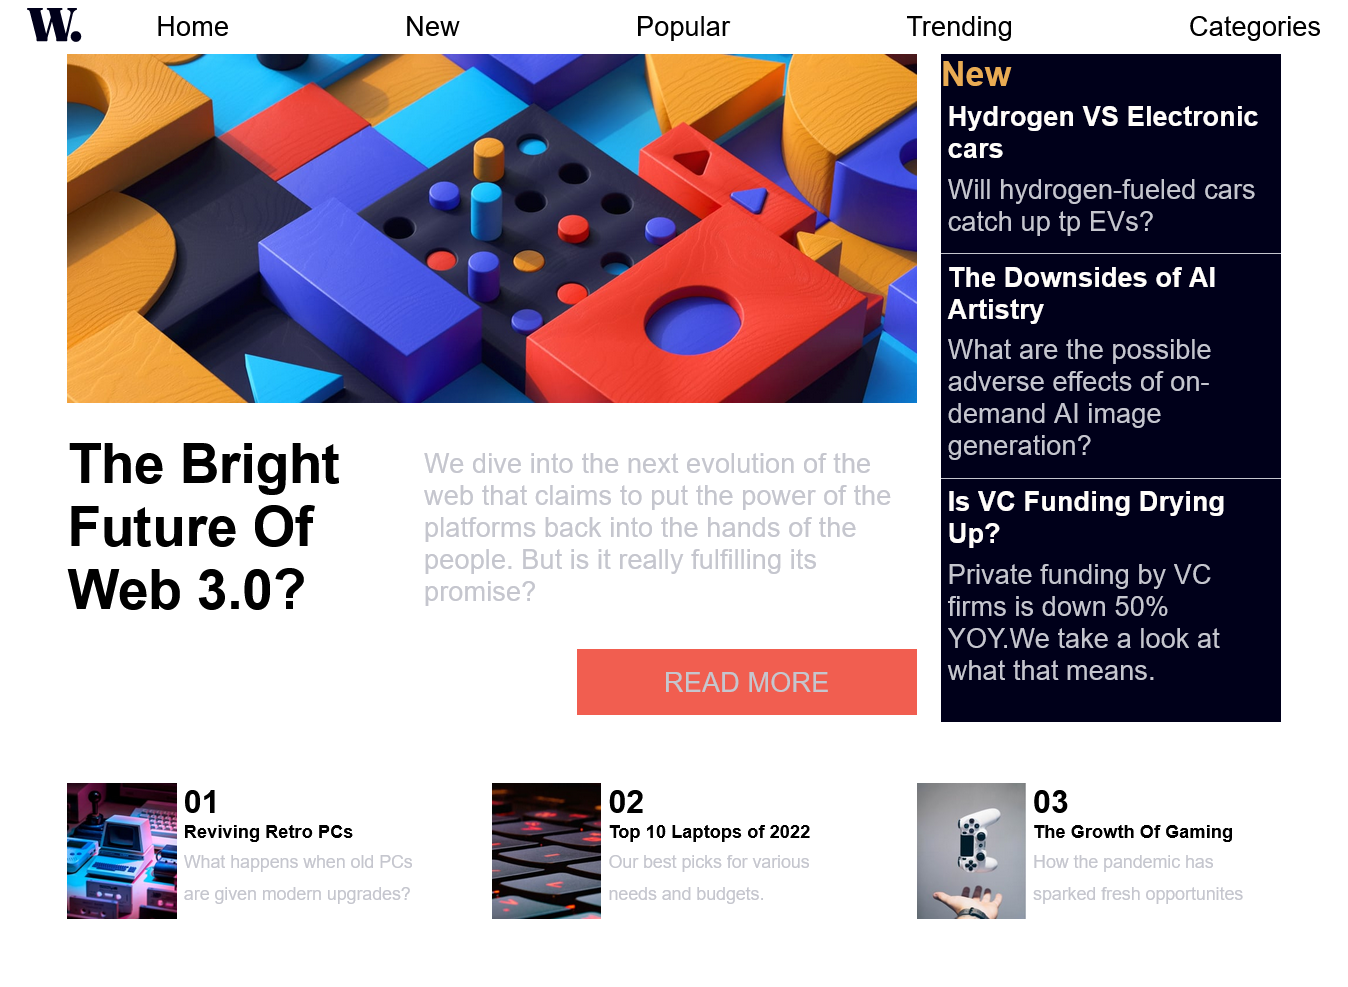 W.
Home
New
Popular
Trending
Categories
New
Hydrogen VS Electronic
cars
Will hydrogen-fueled cars
catch up tp EVs?
The Downsides of AI
Artistry
What are the possible
adverse effects of on-
demand AI image
generation?
Is VC Funding Drying
Up?
Private funding by VC
firms is down 50%
YOY.We take a look at
what that means.
The Bright
Future Of
Web 3.0?
We dive into the next evolution of the
web that claims to put the power of the
platforms back into the hands of the
people. But is it really fulfilling its
promise?
READ MORE
01
Reviving Retro PCs
What happens when old PCs
are given modern upgrades?
02
Top 10 Laptops of 2022
Our best picks for various
needs and budgets.
03
The Growth Of Gaming
How the pandemic has
sparked fresh opportunites